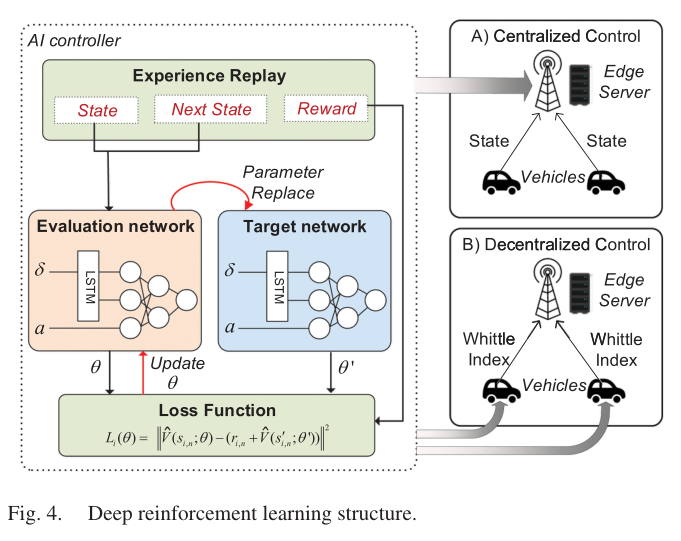 AI controller
Experience Replay
State
Next State
Reward
Parameter
Replace
Evaluation network
δ
LSTM
a
Target network
δ
LSTM
a
θ
Update
θ
θ'
Loss Function
L_i(θ) = ‖V̂(s_{i,n};θ)−(r_{i,n}+V̂(s′_{i,n};θ'))‖²
A) Centralized Control
Edge
Server
State
State
Vehicles
B) Decentralized Control
Edge
Server
Whittle
Index
Whittle
Index
Vehicles
Fig. 4. Deep reinforcement learning structure.